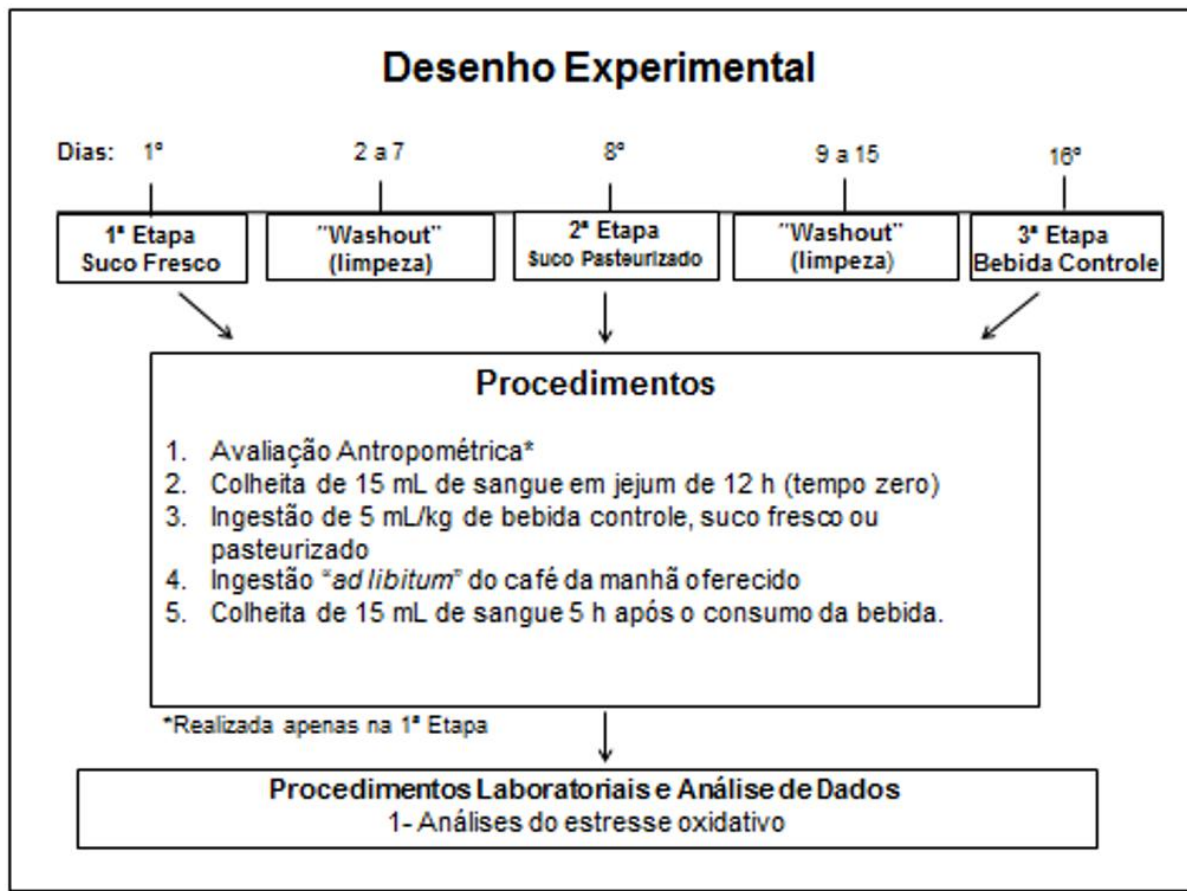 Desenho Experimental
Dias: 1º 2 a 7 8º 9 a 15 16º
1ª Etapa
Suco Fresco
"Washout"
(limpeza)
2ª Etapa
Suco Pasteurizado
"Washout"
(limpeza)
3ª Etapa
Bebida Controle
Procedimentos
1. Avaliação Antropométrica*
2. Colheita de 15 mL de sangue em jejum de 12 h (tempo zero)
3. Ingestão de 5 mL/kg de bebida controle, suco fresco ou
pasteurizado
4. Ingestão "ad libitum" do café da manhã oferecido
5. Colheita de 15 mL de sangue 5 h após o consumo da bebida.
*Realizada apenas na 1ª Etapa
Procedimentos Laboratoriais e Análise de Dados
1- Análises do estresse oxidativo